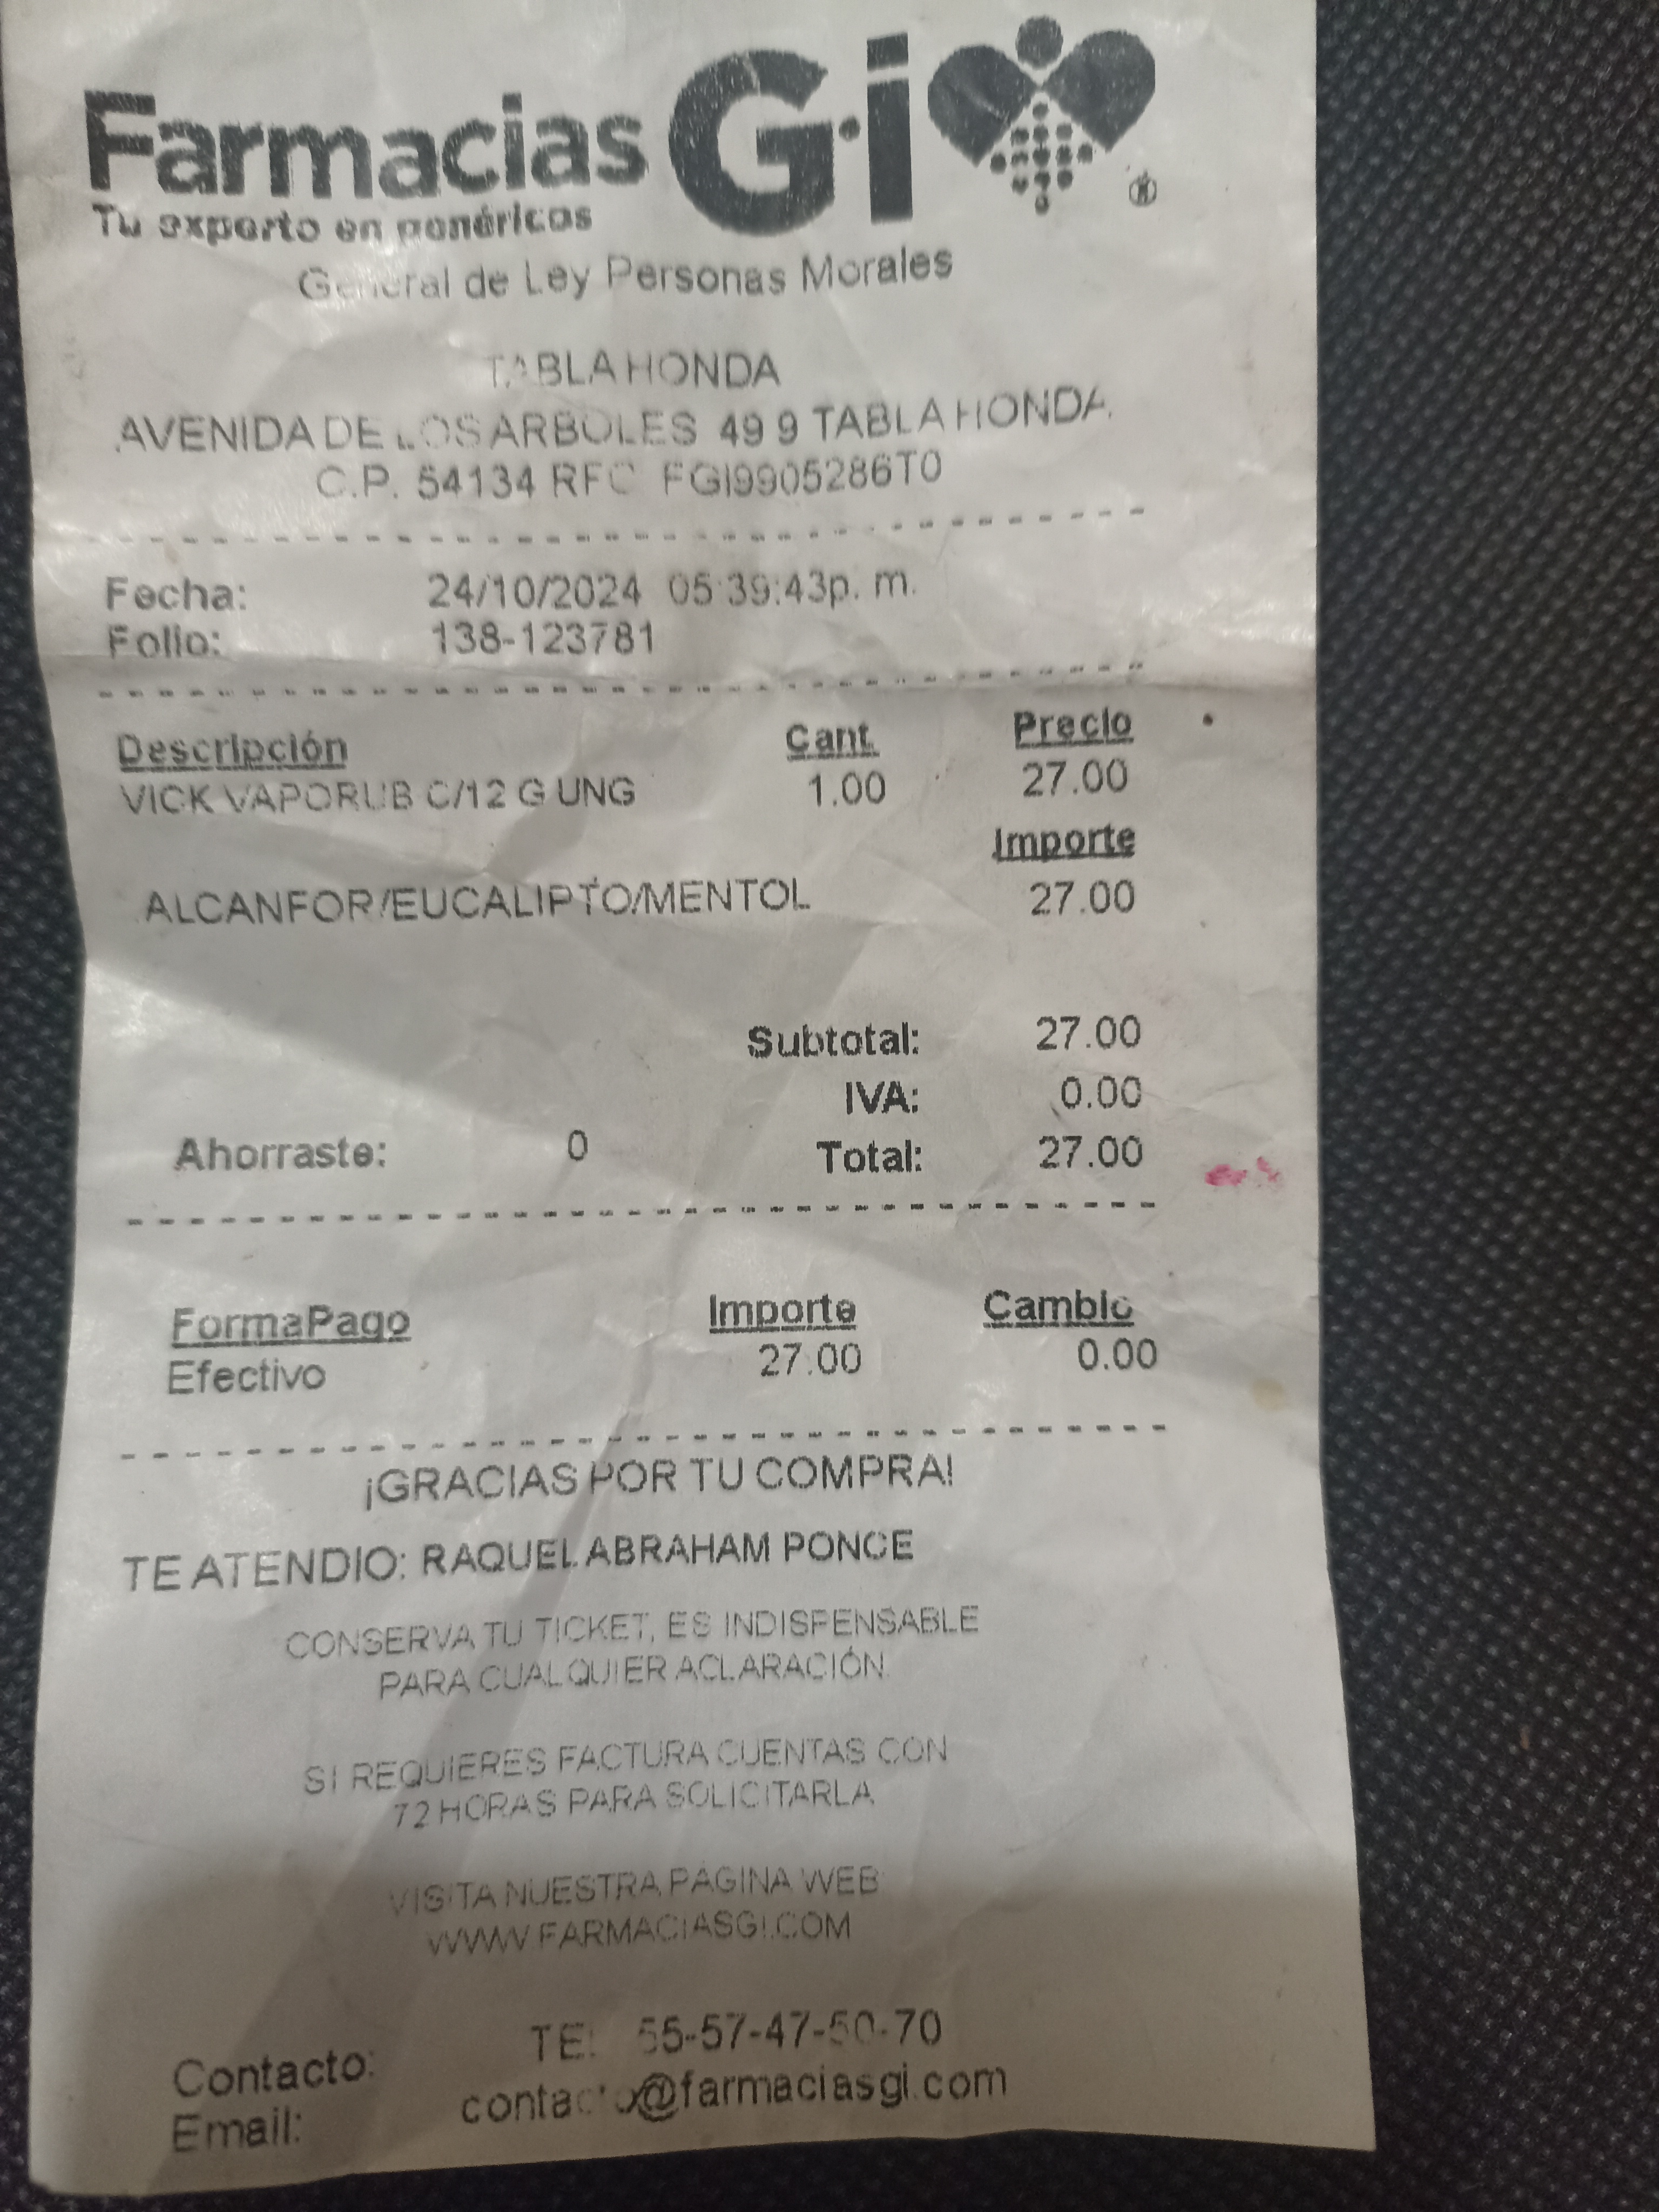 Farmacias G·i ®
Tu experto en genéricos
General de Ley Personas Morales
TABLA HONDA
AVENIDA DE LOS ARBOLES 49 9 TABLA HONDA
C.P. 54134 RFC FGI9905286T0
Fecha: 24/10/2024 05:39:43p. m.
Folio: 138-123781
Descripción Cant. Precio
VICK VAPORUB C/12 G UNG 1.00 27.00
Importe
ALCANFOR/EUCALIPTO/MENTOL 27.00
Subtotal: 27.00
IVA: 0.00
Ahorraste: 0 Total: 27.00
FormaPago Importe Cambio
Efectivo 27.00 0.00
¡GRACIAS POR TU COMPRA!
TE ATENDIO: RAQUEL ABRAHAM PONCE
CONSERVA TU TICKET, ES INDISPENSABLE
PARA CUALQUIER ACLARACIÓN
SI REQUIERES FACTURA CUENTAS CON
72 HORAS PARA SOLICITARLA
VISITA NUESTRA PAGINA WEB
WWW.FARMACIASGI.COM
Contacto: TEL 55-57-47-50-70
Email: contacto@farmaciasgi.com